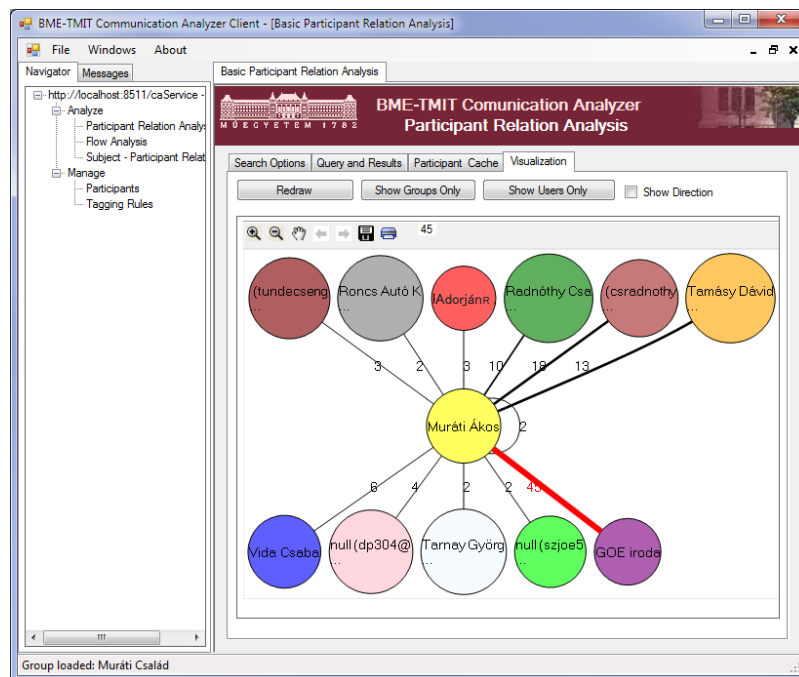 BME-TMIT Communication Analyzer Client - [Basic Participant Relation Analysis]
File Windows About
Navigator Messages
Basic Participant Relation Analysis
http://localhost:8511/caService -
Analyze
Participant Relation Analys
Flow Analysis
Subject - Participant Relat
Manage
Participants
Tagging Rules
MŰEGYETEM 1782
BME-TMIT Comunication Analyzer
Participant Relation Analysis
Search Options Query and Results Participant Cache Visualization
Redraw Show Groups Only Show Users Only Show Direction
45
(tundecseng
...
Roncs Autó K
...
Adorján R.
Radnóthy Csa
...
(csradnothy
...
Tamásy Dávid
...
3 2 3 10 18 13
Muráti Ákos
2
6 4 2 2 45
Vida Csaba
null (dp304@
...
Tarnay Györg
...
null (szjoe5
...
GOE iroda
Group loaded: Muráti Család